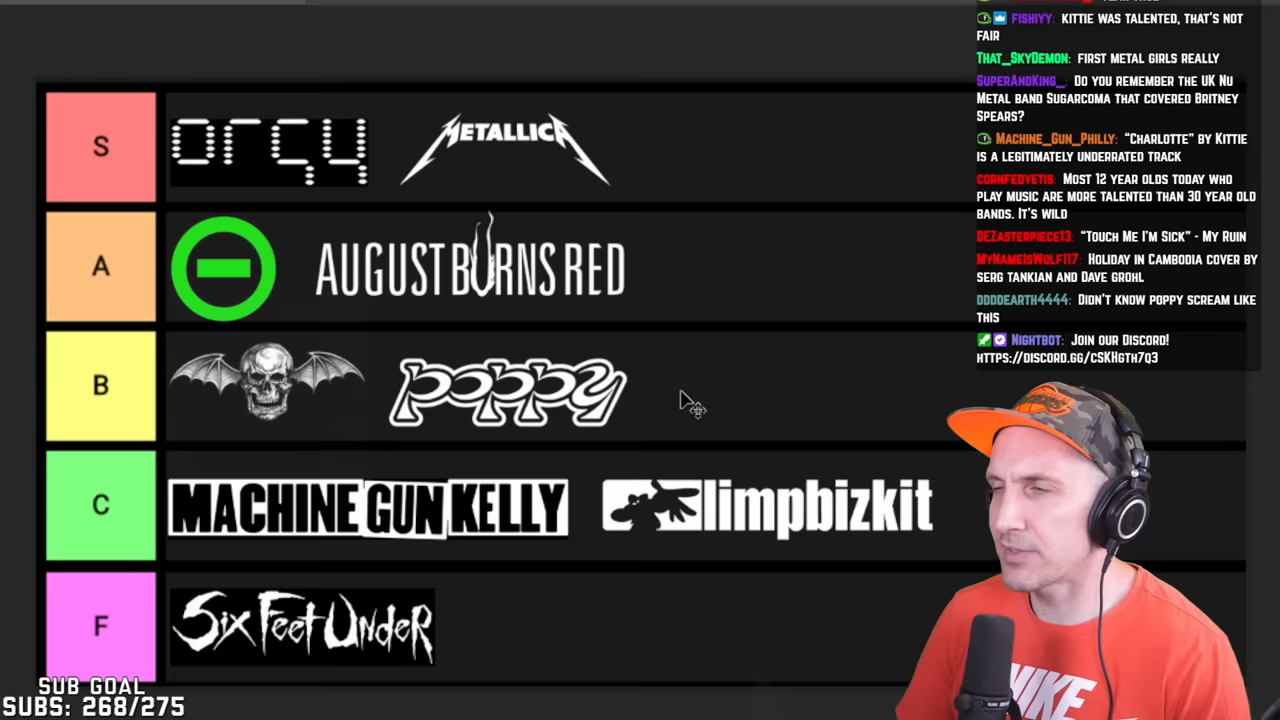 S
orgy
METALLICA
A
AUGUST BURNS RED
B
poppy
C
MACHINE GUN KELLY
limpbizkit
F
SIX FEET UNDER
SUB GOAL
SUBS: 268/275
FISHIYY: KITTIE WAS TALENTED, THAT'S NOT
FAIR
THAT_SKYDEMON: FIRST METAL GIRLS REALLY
SUPERANDKING_: DO YOU REMEMBER THE UK NU
METAL BAND SUGARCOMA THAT COVERED BRITNEY
SPEARS?
MACHINE_GUN_PHILLY: "CHARLOTTE" BY KITTIE
IS A LEGITIMATELY UNDERRATED TRACK
CORNFEDYETIS: MOST 12 YEAR OLDS TODAY WHO
PLAY MUSIC ARE MORE TALENTED THAN 30 YEAR OLD
BANDS. IT'S WILD
DEZASTERPIECE13: "TOUCH ME I'M SICK" - MY RUIN
MYNAMEISWOLF117: HOLIDAY IN CAMBODIA COVER BY
SERG TANKIAN AND DAVE GROHL
DDDDEARTH4444: DIDN'T KNOW POPPY SCREAM LIKE
THIS
NIGHTBOT: JOIN OUR DISCORD!
HTTPS://DISCORD.GG/CSKHGTH7Q3
NIKE